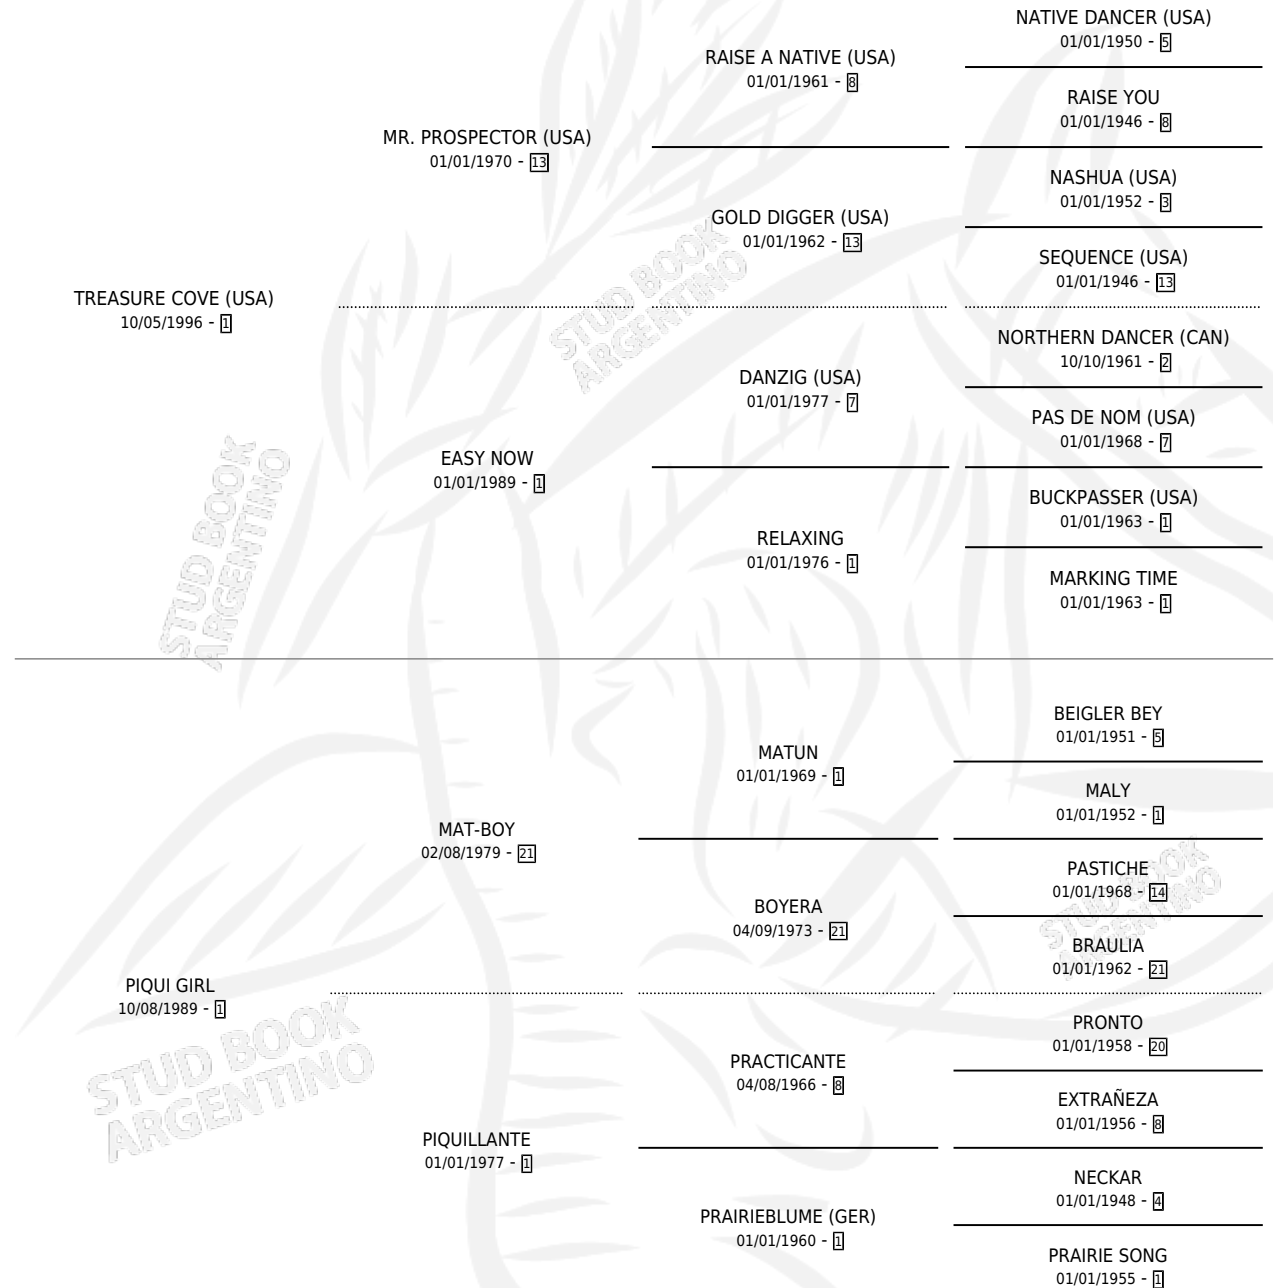 NATIVE DANCER (USA)
01/01/1950 - 5
RAISE A NATIVE (USA)
01/01/1961 - 8
RAISE YOU
01/01/1946 - 8
MR. PROSPECTOR (USA)
01/01/1970 - 13
NASHUA (USA)
01/01/1952 - 3
GOLD DIGGER (USA)
01/01/1962 - 13
SEQUENCE (USA)
01/01/1946 - 13
TREASURE COVE (USA)
10/05/1996 - 1
NORTHERN DANCER (CAN)
10/10/1961 - 2
DANZIG (USA)
01/01/1977 - 7
PAS DE NOM (USA)
01/01/1968 - 7
EASY NOW
01/01/1989 - 1
BUCKPASSER (USA)
01/01/1963 - 1
RELAXING
01/01/1976 - 1
MARKING TIME
01/01/1963 - 1
BEIGLER BEY
01/01/1951 - 5
MATUN
01/01/1969 - 1
MALY
01/01/1952 - 1
MAT-BOY
02/08/1979 - 21
PASTICHE
01/01/1968 - 14
BOYERA
04/09/1973 - 21
BRAULIA
01/01/1962 - 21
PIQUI GIRL
10/08/1989 - 1
PRONTO
01/01/1958 - 20
PRACTICANTE
04/08/1966 - 8
EXTRAÑEZA
01/01/1956 - 8
PIQUILLANTE
01/01/1977 - 1
NECKAR
01/01/1948 - 4
PRAIRIEBLUME (GER)
01/01/1960 - 1
PRAIRIE SONG
01/01/1955 - 1
STUD BOOK
ARGENTINO
STUD BOOK
ARGENTINO
STUD BOOK
ARGENTINO
STUD BOOK
ARGENTINO